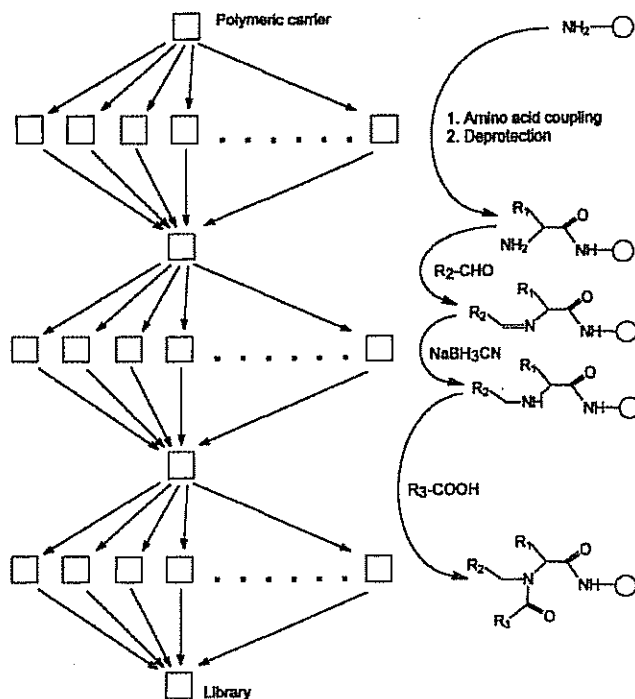 Polymeric carrier
NH2
1. Amino acid coupling
2. Deprotection
R1
O
NH2
NH
R2-CHO
R1
O
R2
N
NH
NaBH3CN
R1
O
R2
NH
NH
R3-COOH
R1
O
R2
N
NH
R3
O
Library